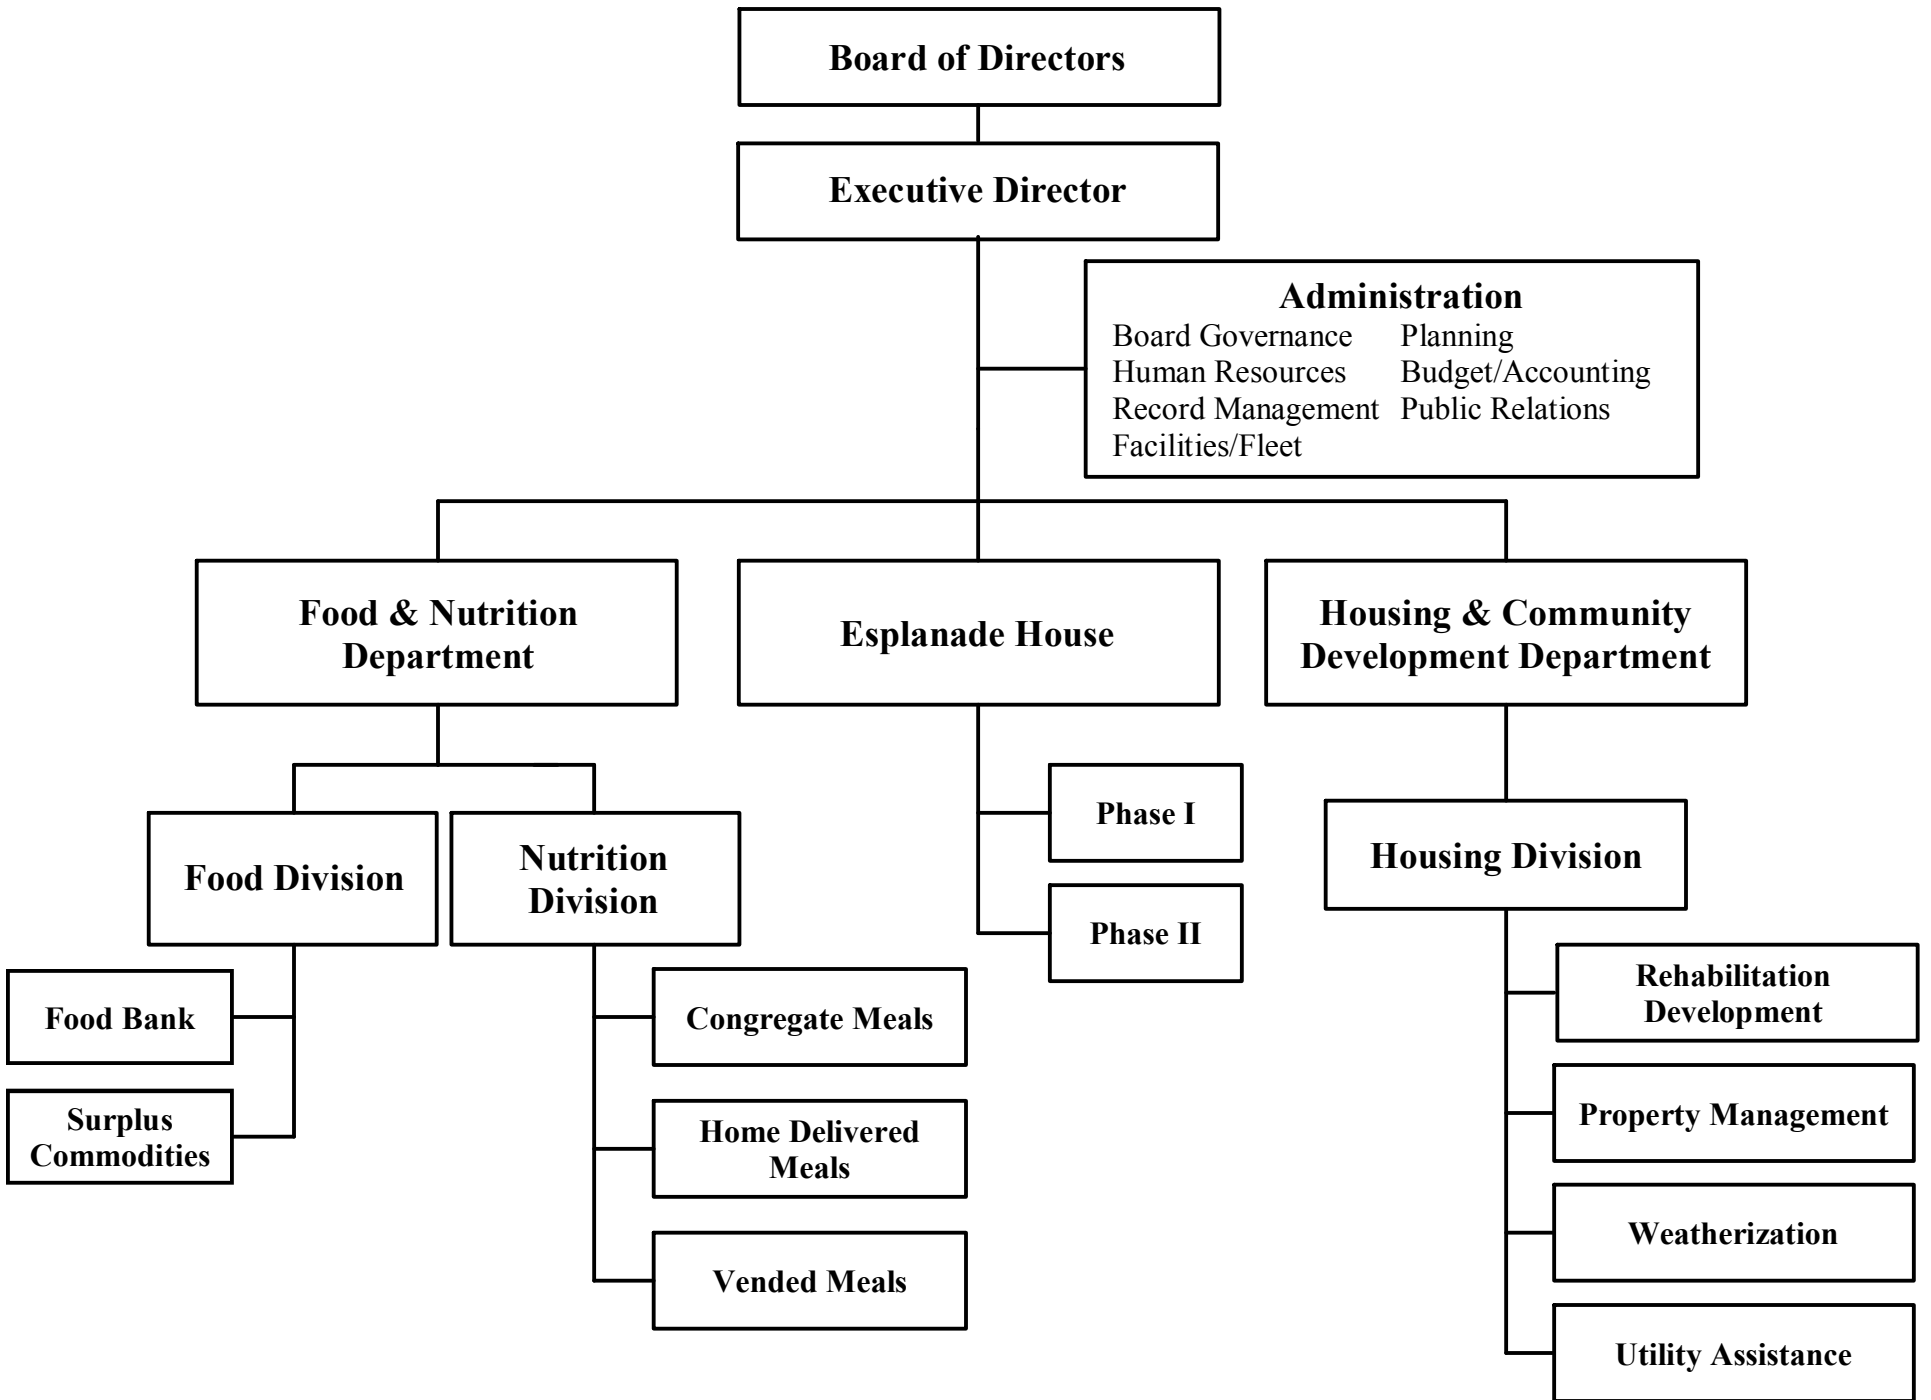 Board of Directors
Executive Director
Administration
Board Governance Planning
Human Resources Budget/Accounting
Record Management Public Relations
Facilities/Fleet
Food & Nutrition
Department
Esplanade House
Housing & Community
Development Department
Food Division
Nutrition
Division
Phase I
Phase II
Housing Division
Food Bank
Surplus
Commodities
Congregate Meals
Home Delivered
Meals
Vended Meals
Rehabilitation
Development
Property Management
Weatherization
Utility Assistance